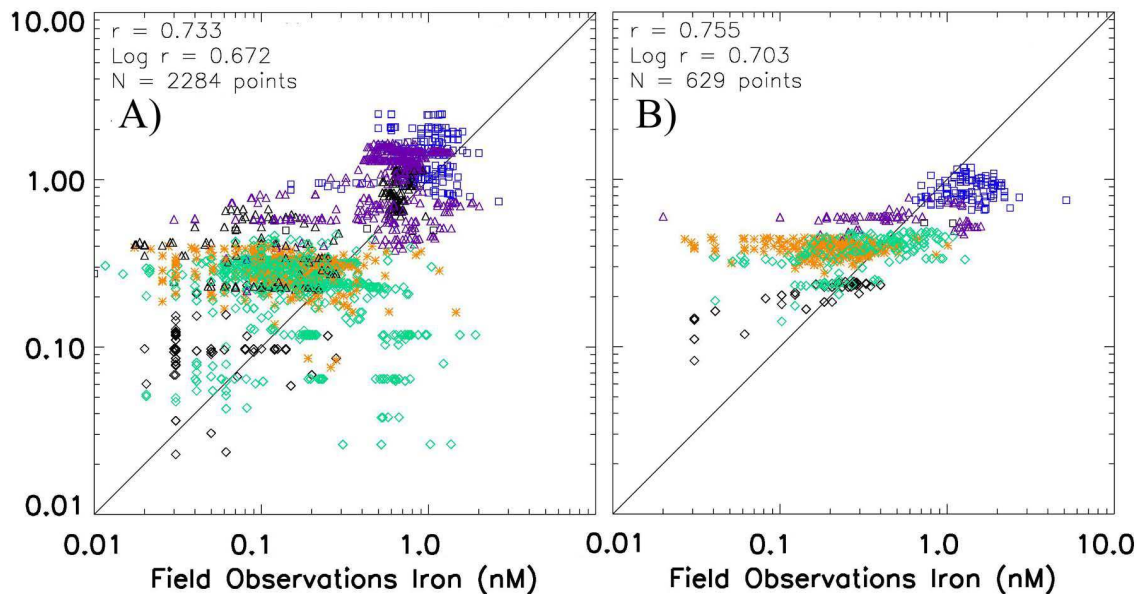 10.00
r = 0.733
Log r = 0.672
N = 2284 points
A)
1.00
0.10
0.01
0.01 0.1 1.0
Field Observations Iron (nM)
r = 0.755
Log r = 0.703
N = 629 points
B)
0.01 0.1 1.0 10.0
Field Observations Iron (nM)